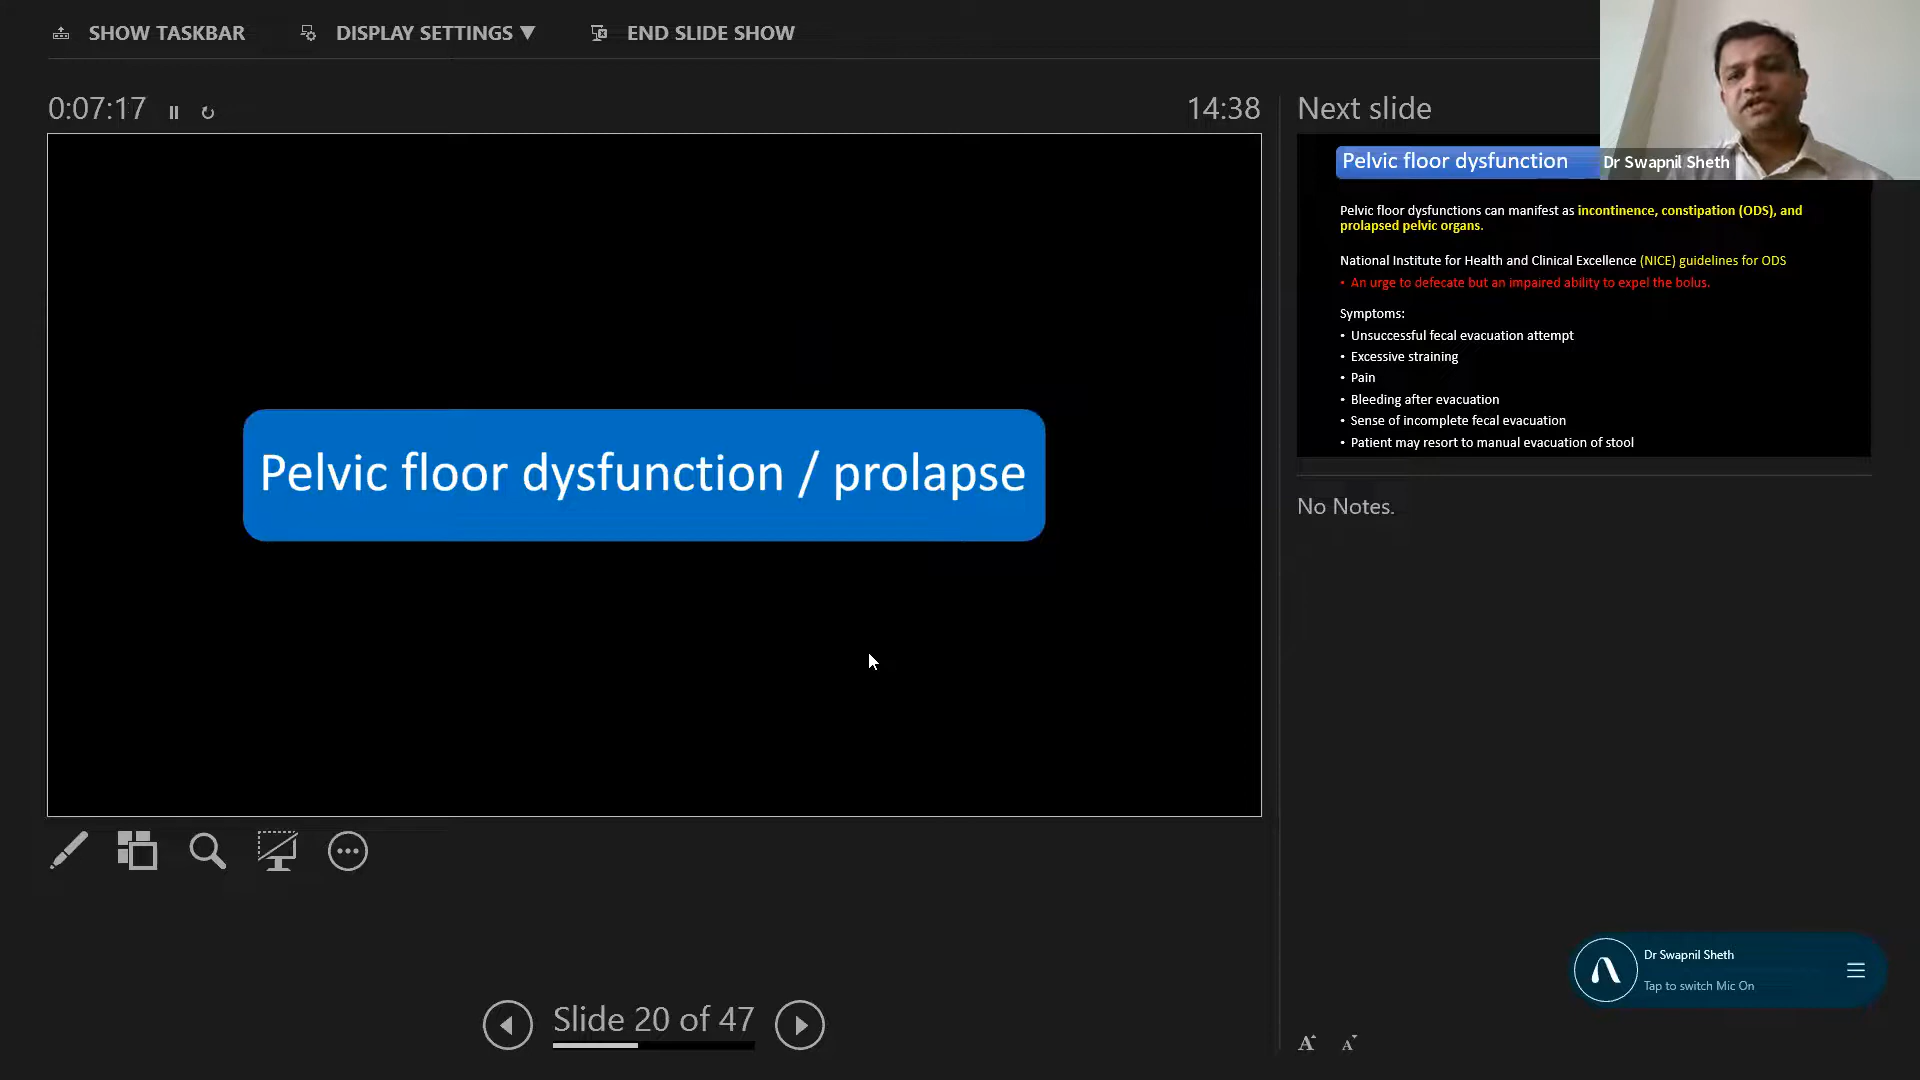 SHOW TASKBAR
DISPLAY SETTINGS ▼
END SLIDE SHOW
0:07:17
14:38
Next slide
Pelvic floor dysfunction
Dr Swapnil Sheth
Pelvic floor dysfunctions can manifest as incontinence, constipation (ODS), and
prolapsed pelvic organs.
National Institute for Health and Clinical Excellence (NICE) guidelines for ODS
• An urge to defecate but an impaired ability to expel the bolus.
Symptoms:
• Unsuccessful fecal evacuation attempt
• Excessive straining
• Pain
• Bleeding after evacuation
• Sense of incomplete fecal evacuation
• Patient may resort to manual evacuation of stool
Pelvic floor dysfunction / prolapse
No Notes.
Dr Swapnil Sheth
Tap to switch Mic On
Slide 20 of 47
A A